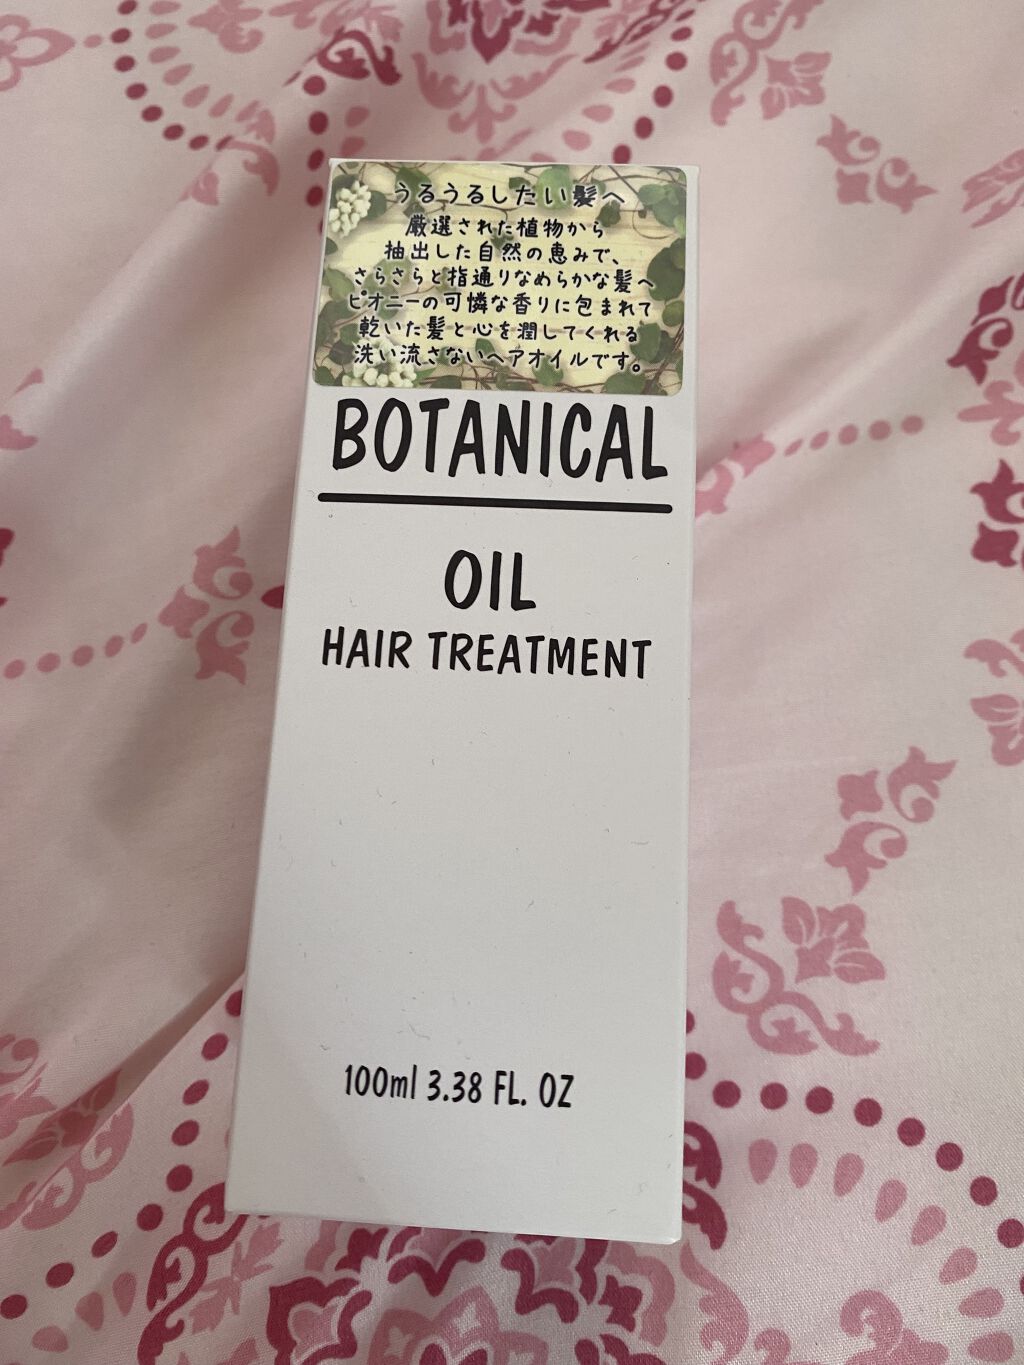 うるうるしたい髪へ
厳選された植物から
抽出した自然の恵みで、
さらさらと指通りなめらかな髪へ
ピオニーの可憐な香りに包まれて
乾いた髪と心を潤してくれる
洗い流さないヘアオイルです。
BOTANICAL
OIL
HAIR TREATMENT
100ml 3.38 FL. OZ